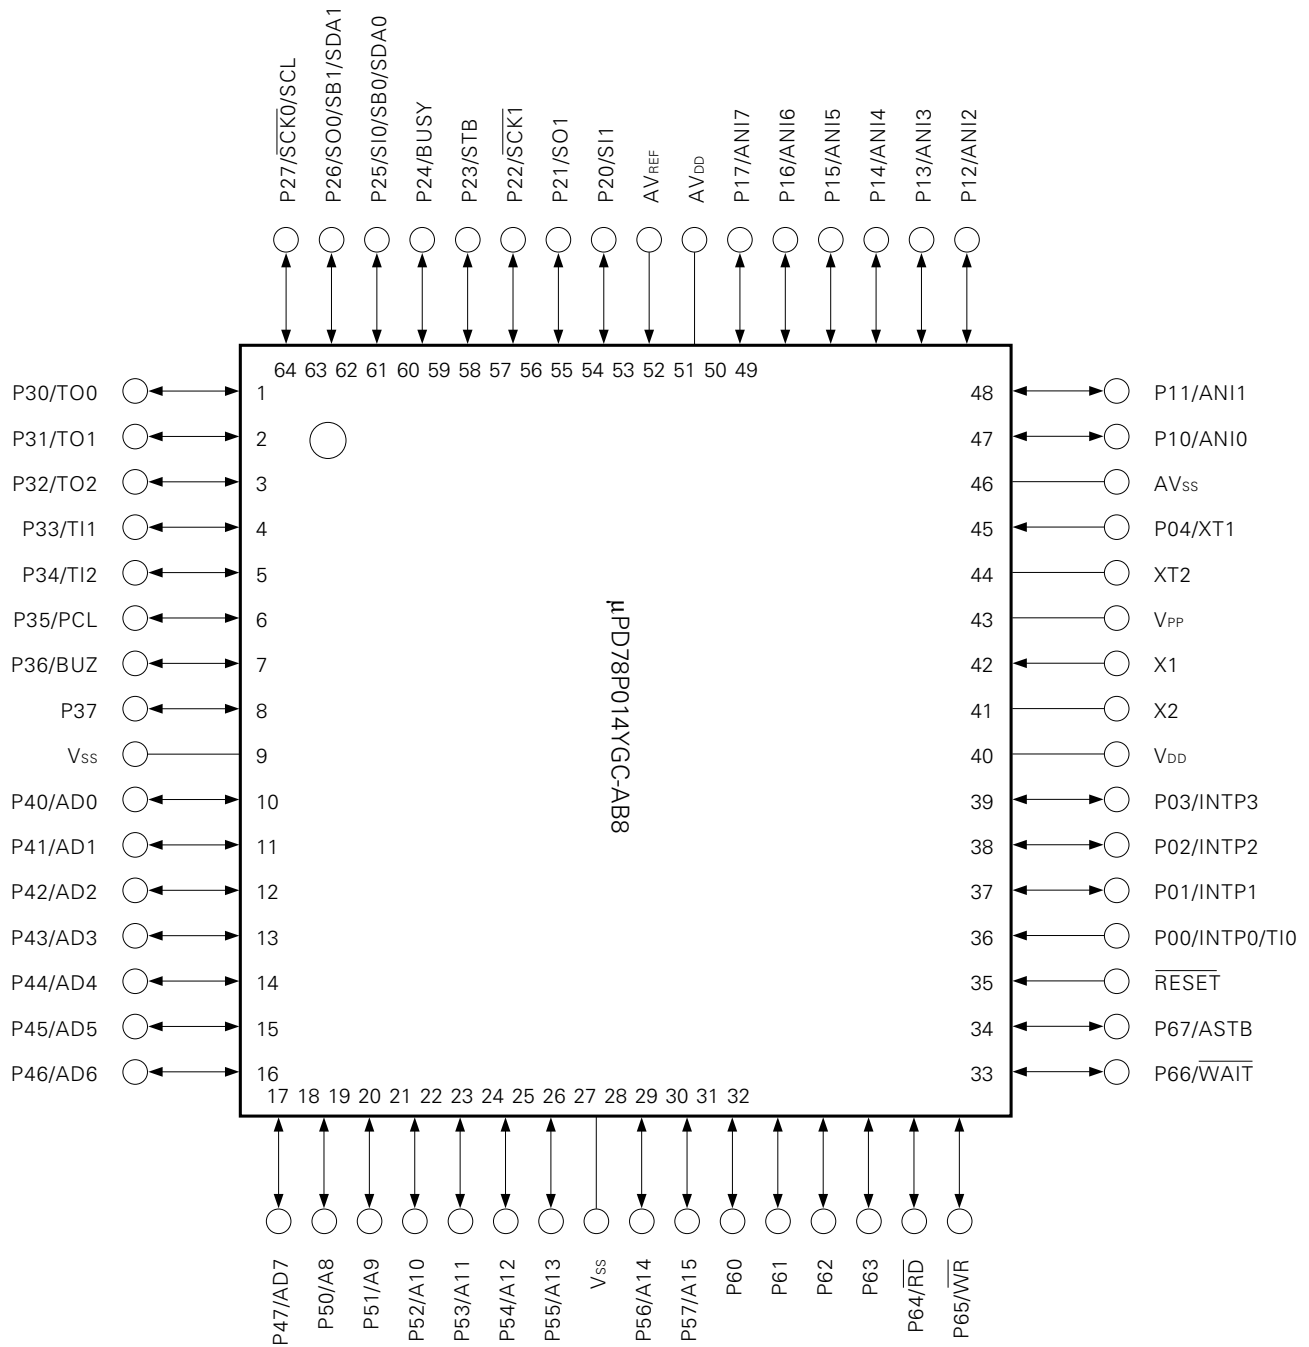 P27/SCK0/SCL
P26/SO0/SB1/SDA1
P25/SI0/SB0/SDA0
P24/BUSY
P23/STB
P22/SCK1
P21/SO1
P20/SI1
AVREF
AVDD
P17/ANI7
P16/ANI6
P15/ANI5
P14/ANI4
P13/ANI3
P12/ANI2
64 63 62 61 60 59 58 57 56 55 54 53 52 51 50 49
P30/TO0 1
P31/TO1 2
P32/TO2 3
P33/TI1 4
P34/TI2 5
P35/PCL 6
P36/BUZ 7
P37 8
Vss 9
P40/AD0 10
P41/AD1 11
P42/AD2 12
P43/AD3 13
P44/AD4 14
P45/AD5 15
P46/AD6 16
µPD78P014YGC-AB8
48 P11/ANI1
47 P10/ANI0
46 AVss
45 P04/XT1
44 XT2
43 VPP
42 X1
41 X2
40 VDD
39 P03/INTP3
38 P02/INTP2
37 P01/INTP1
36 P00/INTP0/TI0
35 RESET
34 P67/ASTB
33 P66/WAIT
17 18 19 20 21 22 23 24 25 26 27 28 29 30 31 32
P47/AD7
P50/A8
P51/A9
P52/A10
P53/A11
P54/A12
P55/A13
Vss
P56/A14
P57/A15
P60
P61
P62
P63
P64/RD
P65/WR